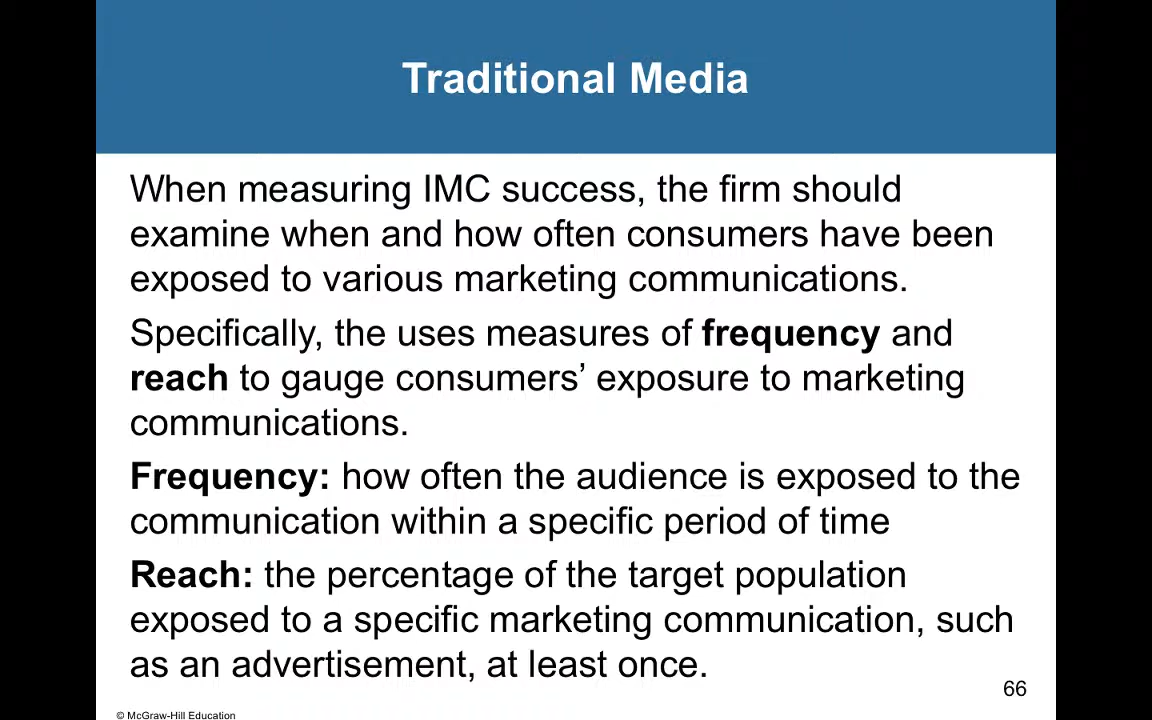 Traditional Media
When measuring IMC success, the firm should
examine when and how often consumers have been
exposed to various marketing communications.
Specifically, the uses measures of frequency and
reach to gauge consumers’ exposure to marketing
communications.
Frequency: how often the audience is exposed to the
communication within a specific period of time
Reach: the percentage of the target population
exposed to a specific marketing communication, such
as an advertisement, at least once.
66
© McGraw-Hill Education